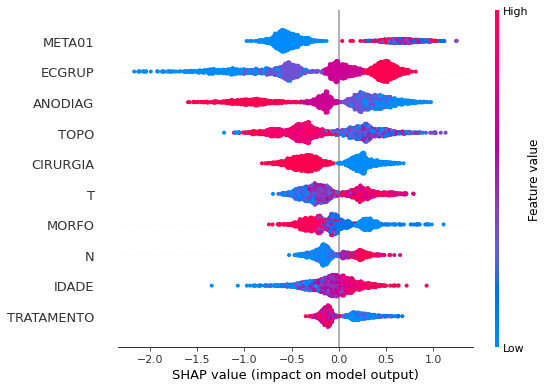 High
META01
ECGRUP
ANODIAG
TOPO
CIRURGIA
T
MORFO
N
IDADE
TRATAMENTO
Feature value
Low
−2.0 −1.5 −1.0 −0.5 0.0 0.5 1.0
SHAP value (impact on model output)